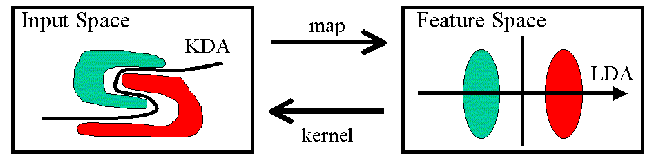 Input Space
KDA
map
kernel
Feature Space
LDA